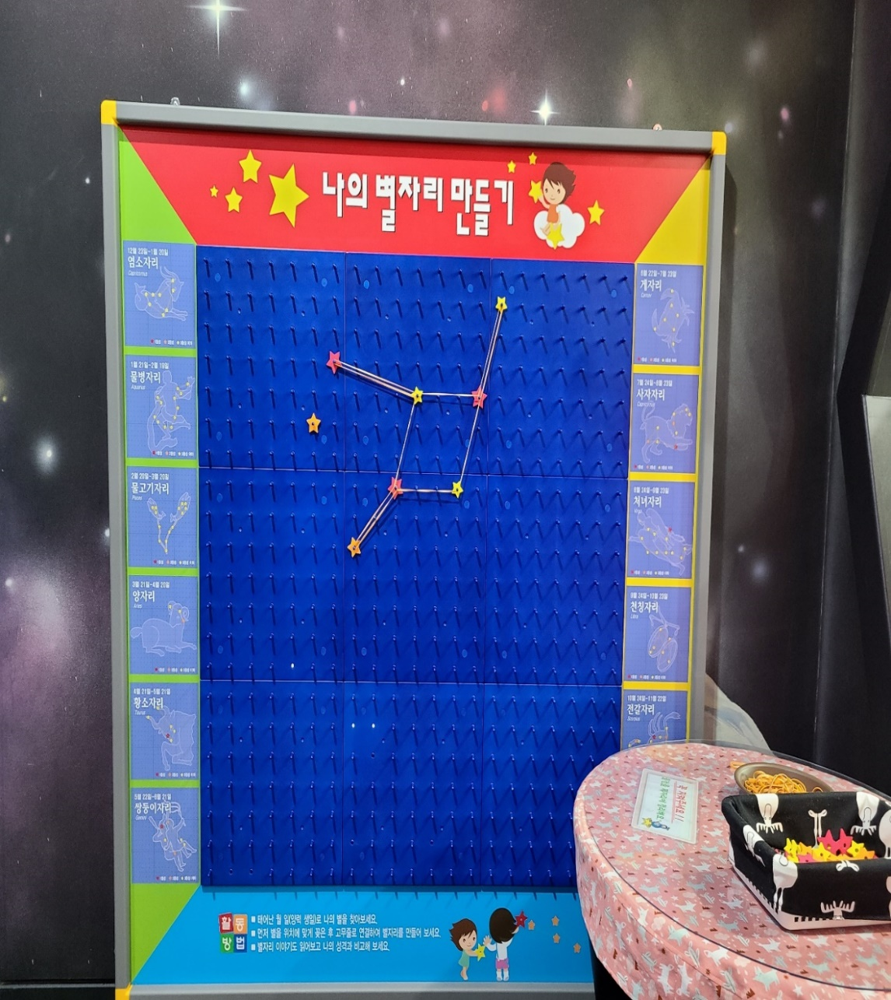 나의 별자리 만들기
12월 23일~1월 20일
염소자리
Capricornus
1월 21일~2월 19일
물병자리
Aquarius
2월 20일~3월 20일
물고기자리
Pisces
3월 21일~4월 20일
양자리
Aries
4월 21일~5월 21일
황소자리
Taurus
5월 22일~6월 21일
쌍둥이자리
Gemini
6월 22일~7월 23일
게자리
Cancer
7월 24일~8월 23일
사자자리
8월 24일~9월 23일
처녀자리
Virgo
9월 24일~10월 23일
천칭자리
Libra
10월 24일~11월 22일
전갈자리
Scorpius
활동
방법
■ 태어난 월 일(양력 생일)로 나의 별을 찾아보세요.
■ 먼저 별을 위치에 맞게 꽂은 후 고무줄로 연결하여 별자리를 만들어 보세요.
■ 별자리 이야기도 읽어보고 나의 성격과 비교해 보세요.